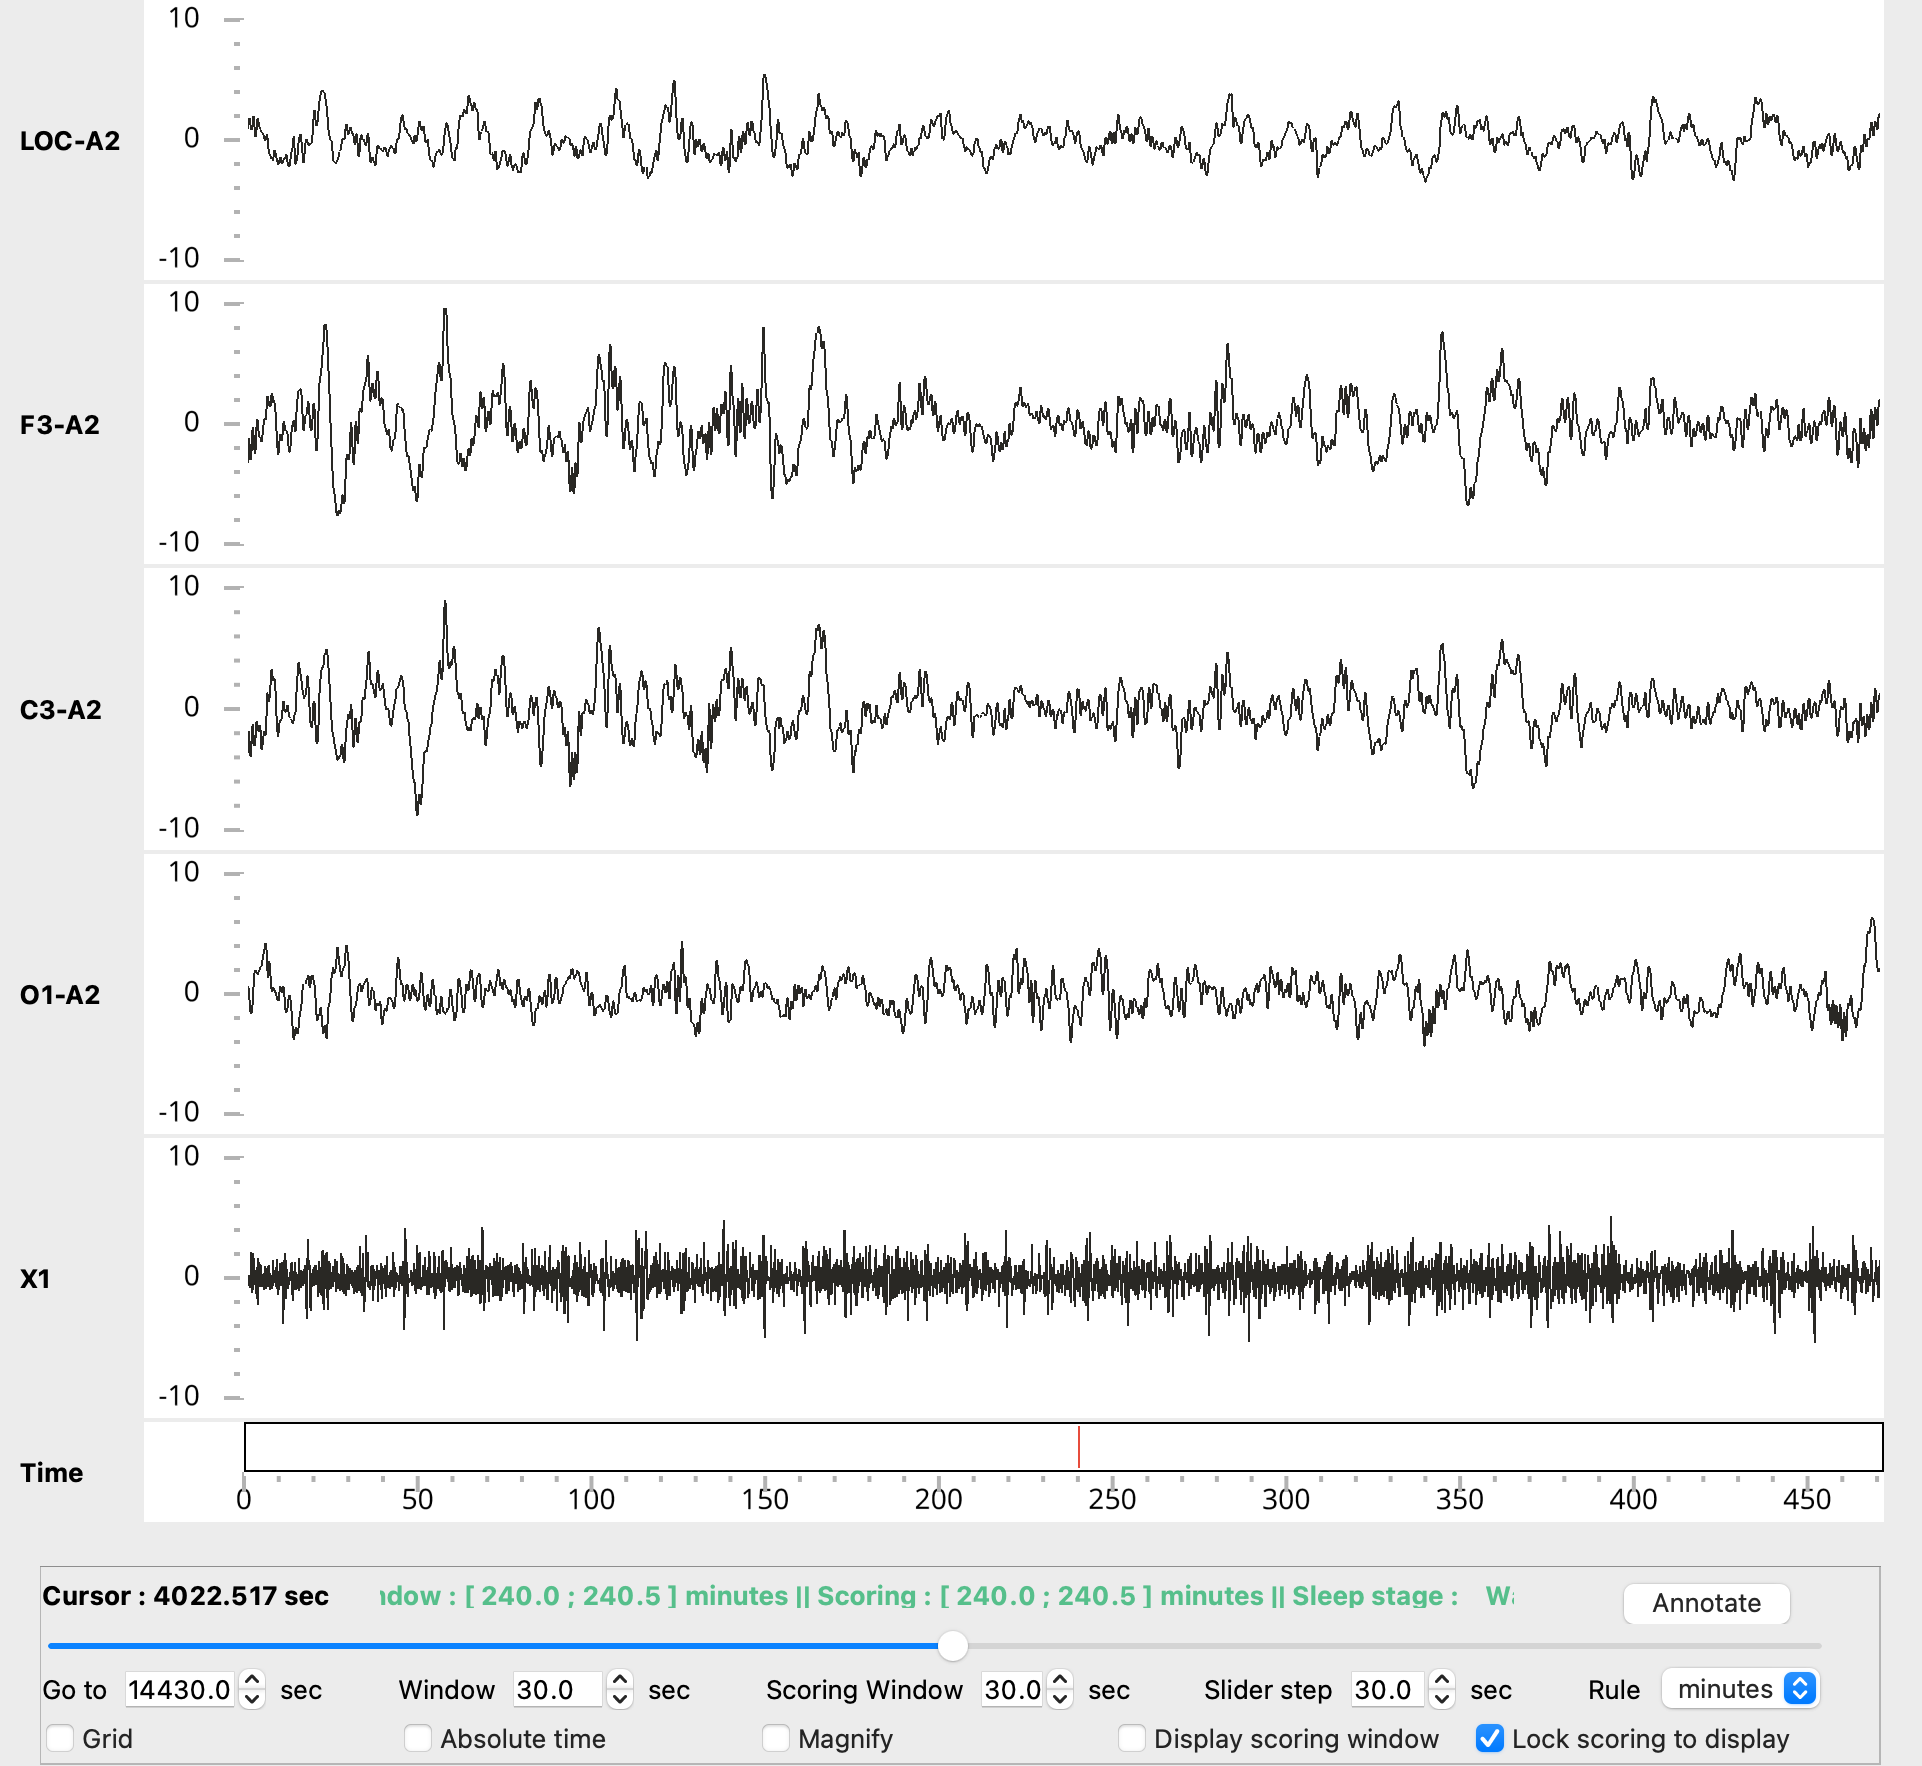 10
LOC-A2 0
-10
10
F3-A2 0
-10
10
C3-A2 0
-10
10
O1-A2 0
-10
10
X1 0
-10
Time
0 50 100 150 200 250 300 350 400 450
Cursor : 4022.517 sec : [ 240.0 ; 240.5 ] minutes || Scoring : [ 240.0 ; 240.5 ] minutes || Sleep stage : Annotate
Go to 14430.0 sec Window 30.0 sec Scoring Window 30.0 sec Slider step 30.0 sec Rule minutes
Grid Absolute time Magnify Display scoring window Lock scoring to display